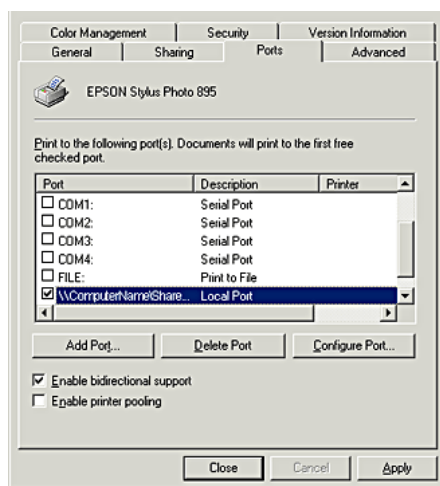 Color Management Security Version Information
General Sharing Ports Advanced
EPSON Stylus Photo 895
Print to the following port(s). Documents will print to the first free
checked port.
Port Description Printer
COM1: Serial Port
COM2: Serial Port
COM3: Serial Port
COM4: Serial Port
FILE: Print to File
\\ComputerName\Share... Local Port
Add Port... Delete Port Configure Port...
Enable bidirectional support
Enable printer pooling
Close Cancel Apply